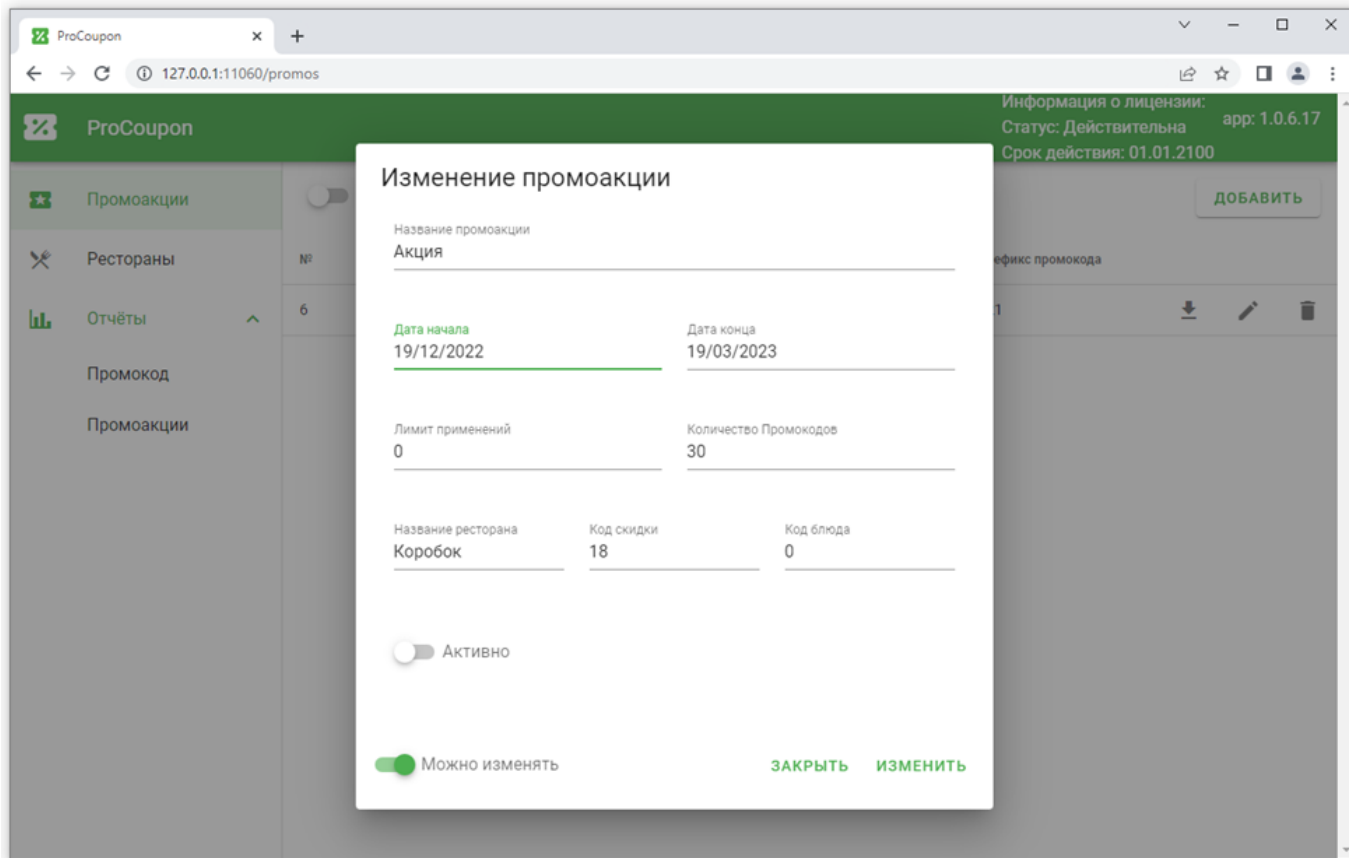 ProCoupon
127.0.0.1:11060/promos
ProCoupon
Информация о лицензии:
Статус: Действительна
Срок действия: 01.01.2100
app: 1.0.6.17
Промоакции
Рестораны
Отчёты
Промокод
Промоакции
ДОБАВИТЬ
№
ефикс промокода
6
1
Изменение промоакции
Название промоакции
Акция
Дата начала
19/12/2022
Дата конца
19/03/2023
Лимит применений
0
Количество Промокодов
30
Название ресторана
Коробок
Код скидки
18
Код блюда
0
Активно
Можно изменять
ЗАКРЫТЬ
ИЗМЕНИТЬ